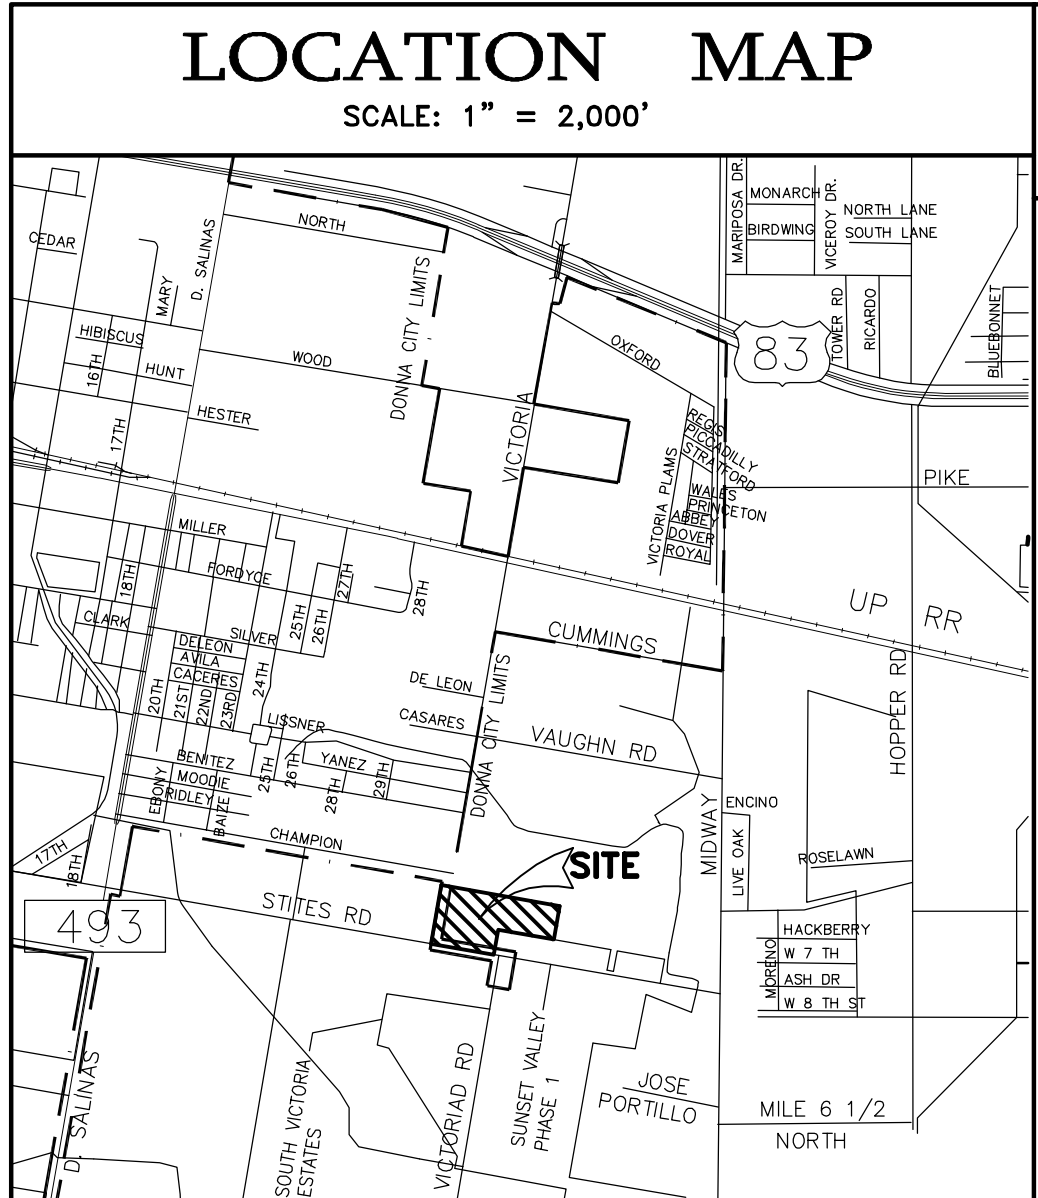 LOCATION MAP
SCALE: 1” = 2,000’
MARIPOSA DR.
MONARCH
VICEROY DR.
NORTH LANE
BIRDWING
SOUTH LANE
NORTH
D. SALINAS
CEDAR
MARY
DONNA CITY LIMITS
TOWER RD
RICARDO
BLUEBONNET
HIBISCUS
OXFORD
83
WOOD
HUNT
16TH
HESTER
17TH
VICTORIA
REGIS
PICCADILLY
STRATFORD
VICTORIA PLAMS
PIKE
WALES
PRINCETON
ABBEY
DOVER
ROYAL
MILLER
FORDYCE
18TH
27TH
28TH
UP RR
CLARK
SILVER
25TH
26TH
CUMMINGS
DELEON
AVILA
CACERES
24TH
DE LEON
DONNA CITY LIMITS
HOPPER RD
20TH
21ST
22ND
23RD
LISSNER
CASARES
VAUGHN RD
BENITEZ
25TH
26TH
YANEZ
MOODIE
28TH
29TH
EBONY
RIDLEY
BAIZE
ENCINO
MIDWAY
LIVE OAK
CHAMPION
17TH
18TH
SITE
ROSELAWN
STITES RD
493
HACKBERRY
MORENO
W 7 TH
ASH DR
W 8 TH ST
D. SALINAS
SOUTH VICTORIA
ESTATES
VICTORIAD RD
SUNSET VALLEY
PHASE 1
JOSE
PORTILLO
MILE 6 1/2
NORTH